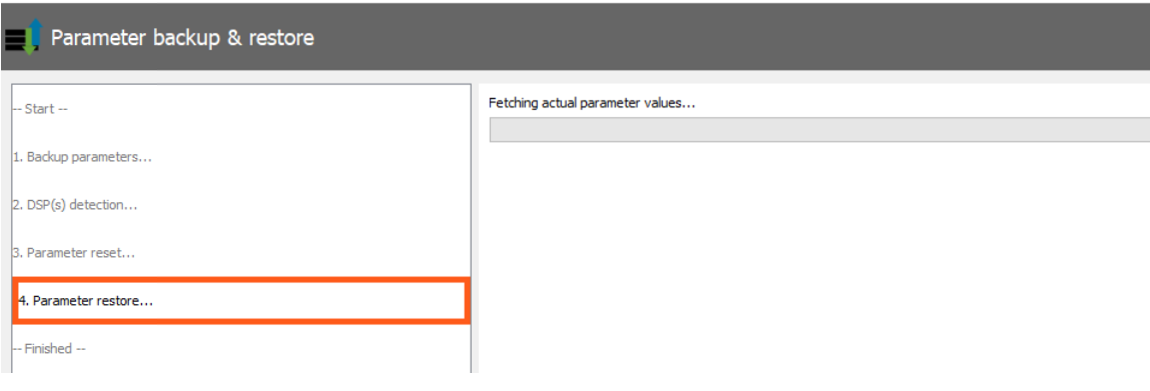 Parameter backup & restore
-- Start --
1. Backup parameters...
2. DSP(s) detection...
3. Parameter reset...
4. Parameter restore...
-- Finished --
Fetching actual parameter values...